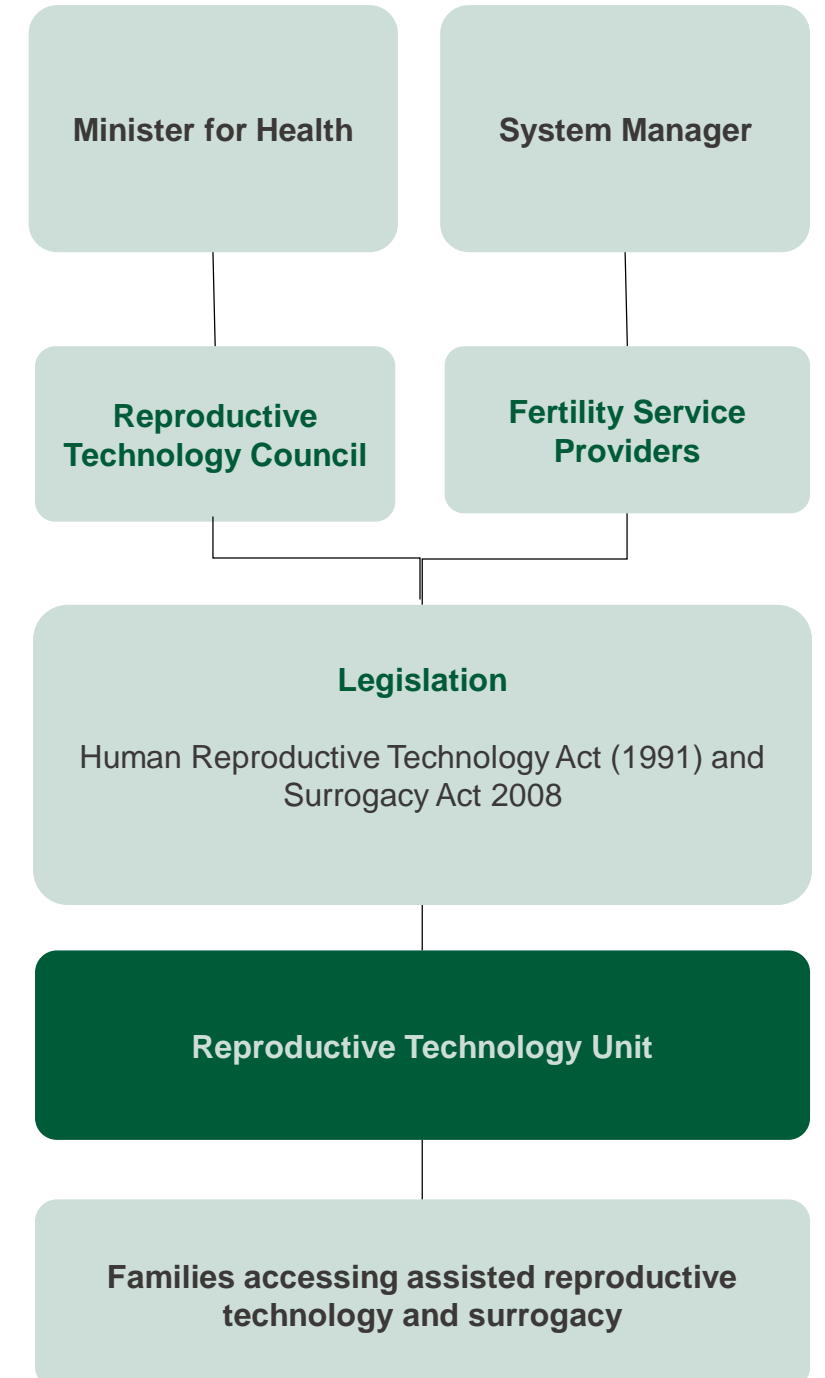 Minister for Health
System Manager
Reproductive
Technology Council
Fertility Service
Providers
Legislation
Human Reproductive Technology Act (1991) and
Surrogacy Act 2008
Reproductive Technology Unit
Families accessing assisted reproductive
technology and surrogacy